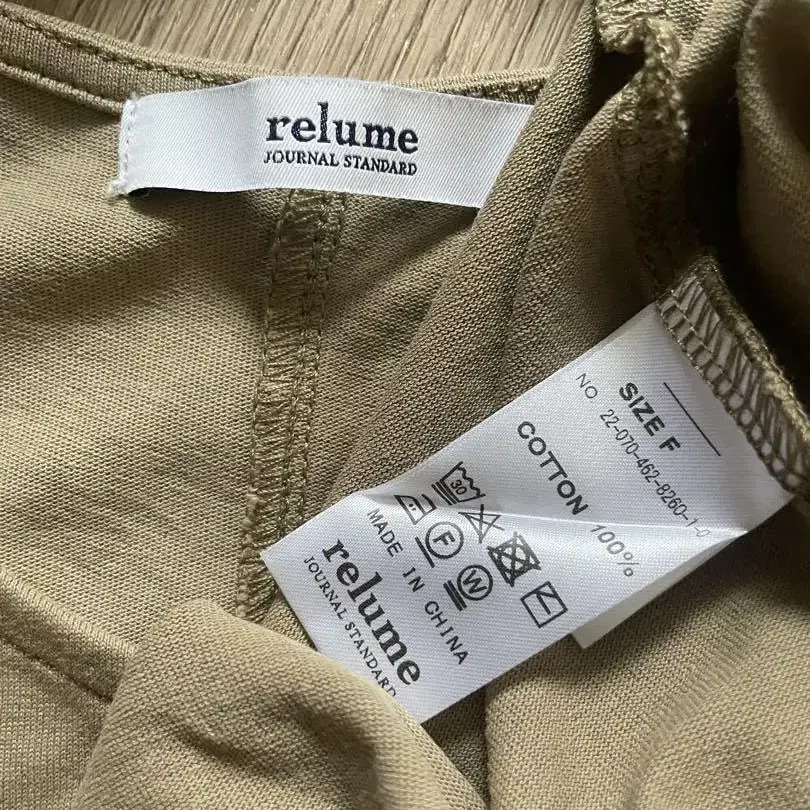 relume
JOURNAL STANDARD
SIZE F
NO 22-070-462-8260-1-0
COTTON 100%
30
F
W
MADE IN CHINA
relume
JOURNAL STANDARD